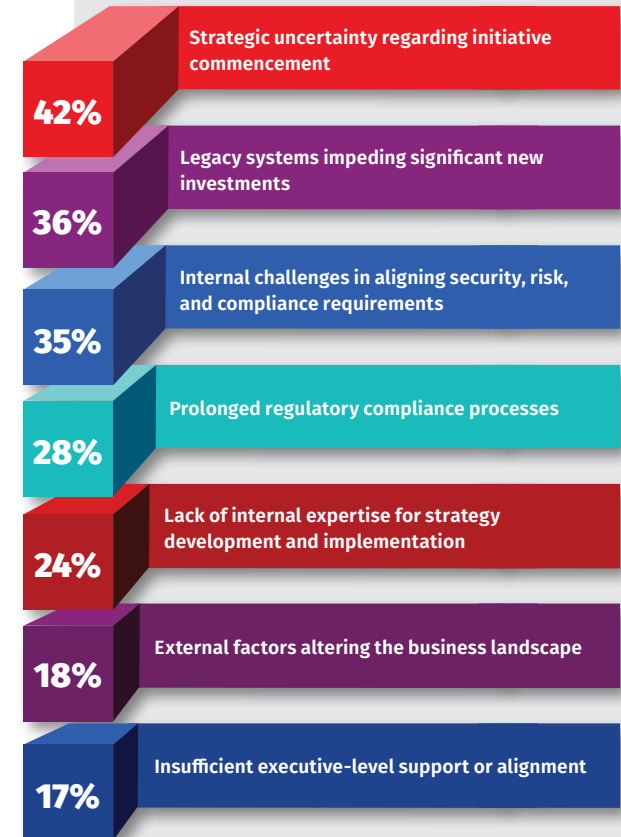 42%
Strategic uncertainty regarding initiative
commencement
36%
Legacy systems impeding significant new
investments
35%
Internal challenges in aligning security, risk,
and compliance requirements
28%
Prolonged regulatory compliance processes
24%
Lack of internal expertise for strategy
development and implementation
18%
External factors altering the business landscape
17%
Insufficient executive-level support or alignment